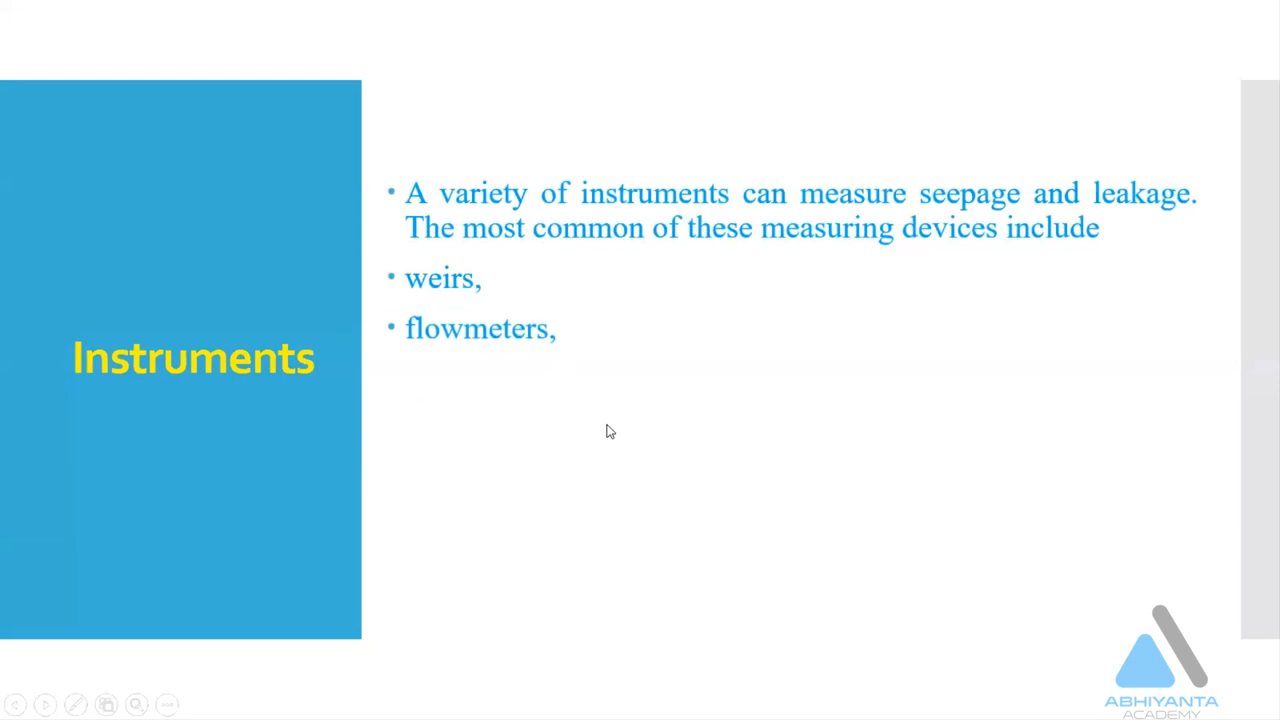 Instruments
• A variety of instruments can measure seepage and leakage.
The most common of these measuring devices include
• weirs,
• flowmeters,
ABHIYANTA
ACADEMY